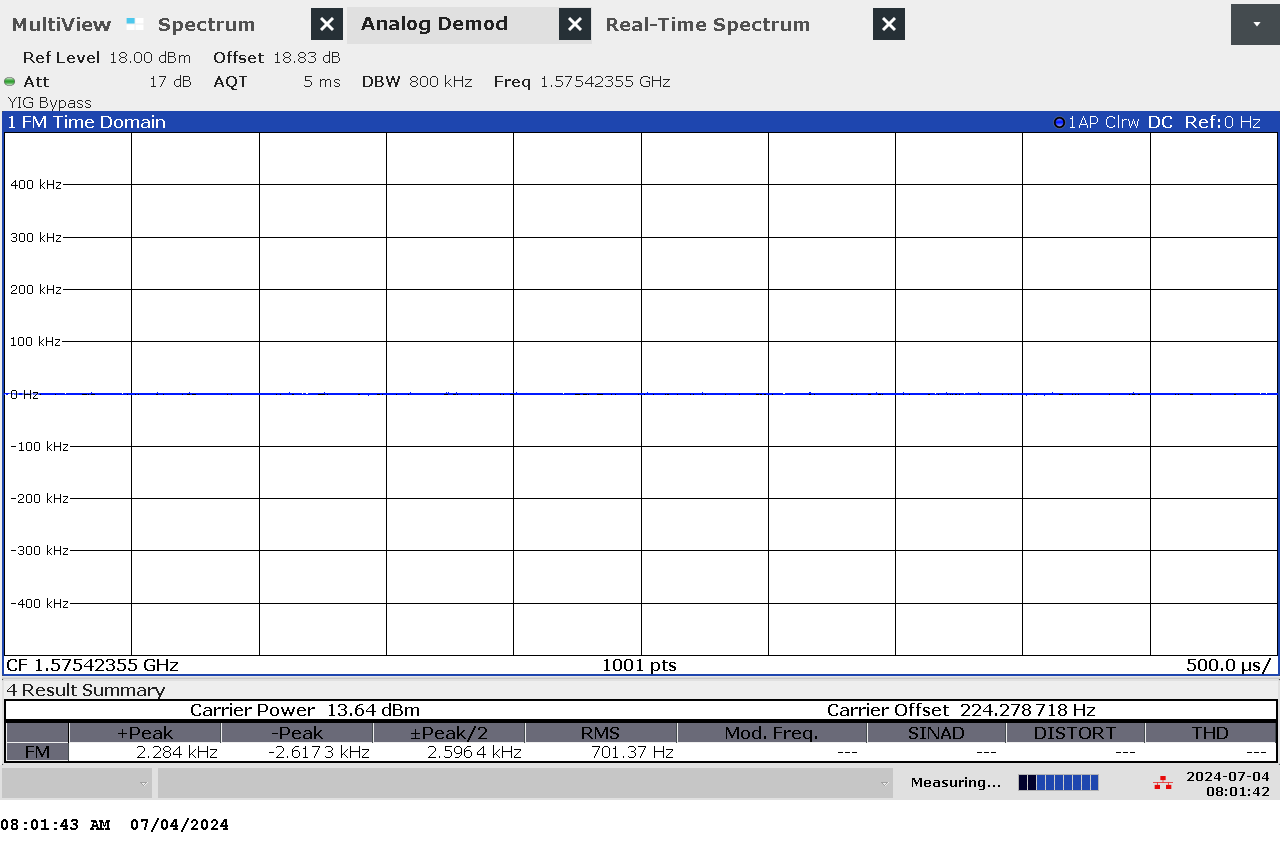 MultiView Spectrum Analog Demod Real-Time Spectrum
Ref Level 18.00 dBm Offset 18.83 dB
Att 17 dB AQT 5 ms DBW 800 kHz Freq 1.57542355 GHz
YIG Bypass
1 FM Time Domain 1AP Clrw DC Ref:0 Hz
400 kHz
300 kHz
200 kHz
100 kHz
0 Hz
-100 kHz
-200 kHz
-300 kHz
-400 kHz
CF 1.57542355 GHz 1001 pts 500.0 µs/
4 Result Summary
Carrier Power 13.64 dBm Carrier Offset 224.278 718 Hz
+Peak -Peak ±Peak/2 RMS Mod. Freq. SINAD DISTORT THD
FM 2.284 kHz -2.6173 kHz 2.5964 kHz 701.37 Hz --- --- --- ---
Measuring... 2024-07-04
08:01:42
08:01:43 AM 07/04/2024